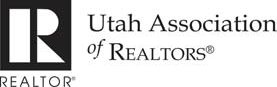 R
REALTOR®
Utah Association
of REALTORS®